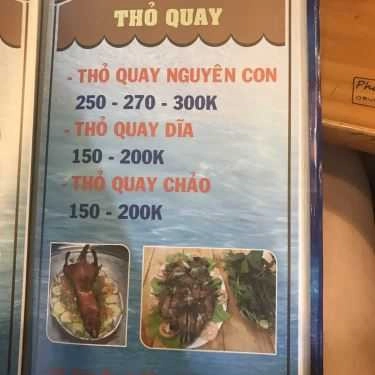 THỎ QUAY
- THỎ QUAY NGUYÊN CON
250 - 270 - 300K
- THỎ QUAY DĨA
150 - 200K
- THỎ QUAY CHẢO
150 - 200K